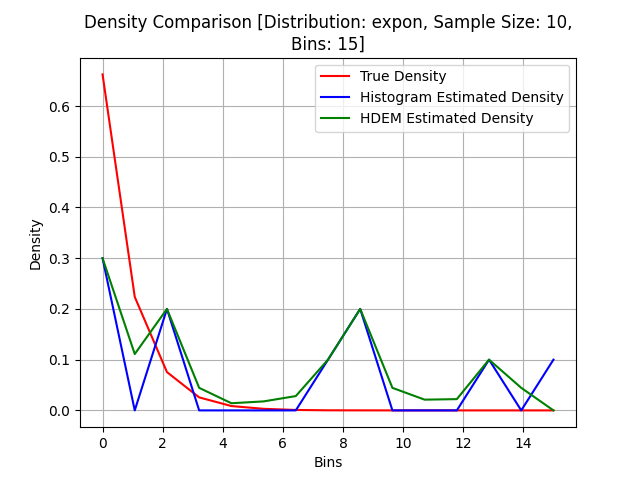 Density Comparison [Distribution: expon, Sample Size: 10,
Bins: 15]
True Density
Histogram Estimated Density
HDEM Estimated Density
Density
0.6
0.5
0.4
0.3
0.2
0.1
0.0
0 2 4 6 8 10 12 14
Bins